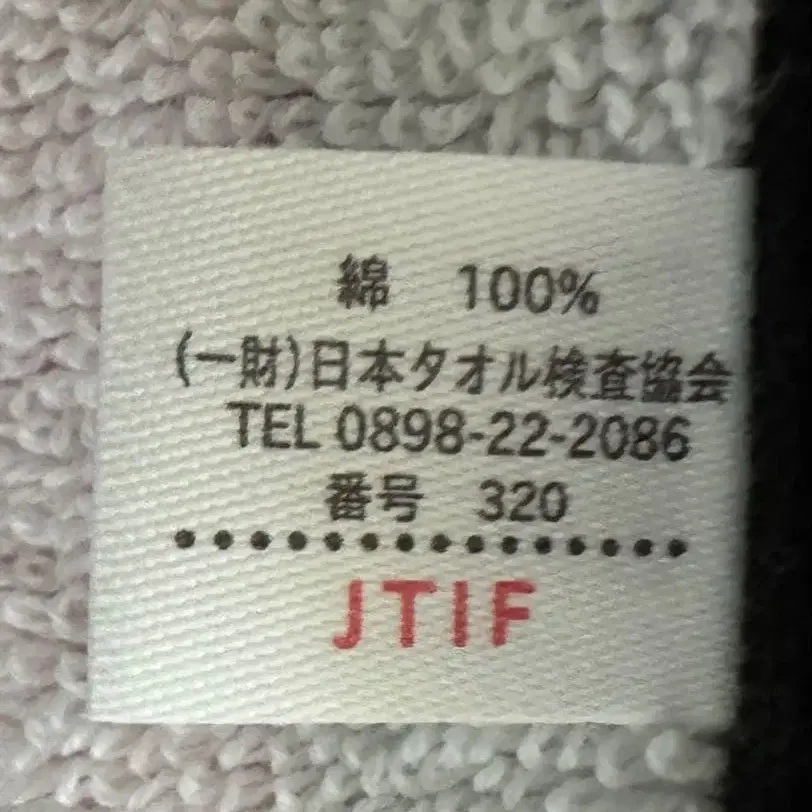 綿 100%
(一財)日本タオル検査協会
TEL 0898-22-2086
番号 320
JTIF